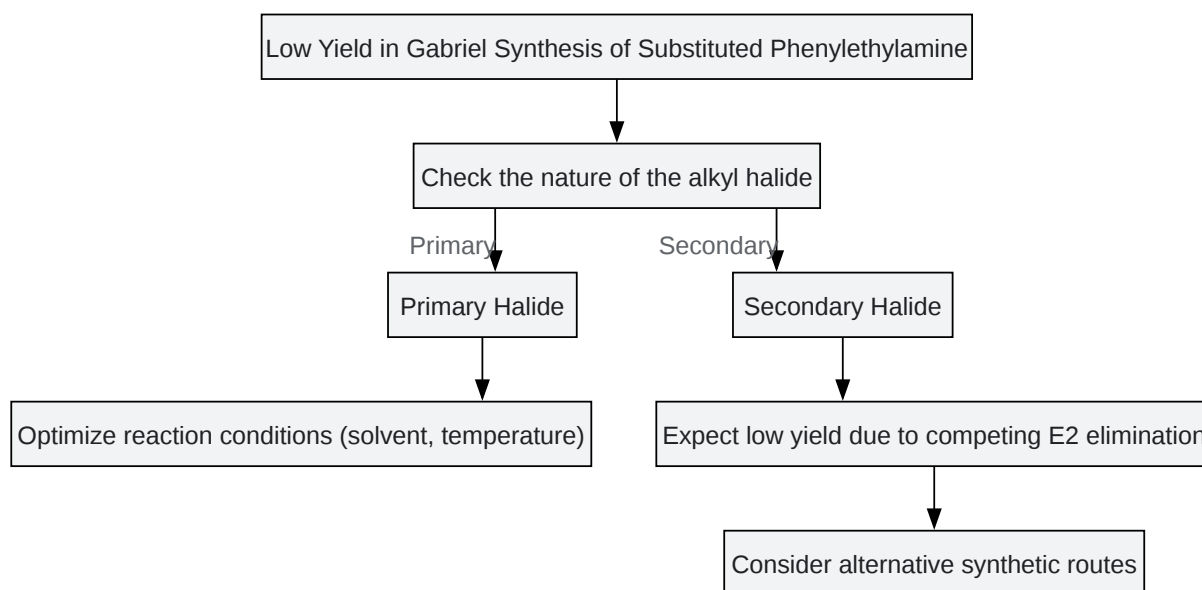 Low Yield in Gabriel Synthesis of Substituted Phenylethylamine
Check the nature of the alkyl halide
Primary
Secondary
Primary Halide
Secondary Halide
Optimize reaction conditions (solvent, temperature)
Expect low yield due to competing E2 elimination
Consider alternative synthetic routes